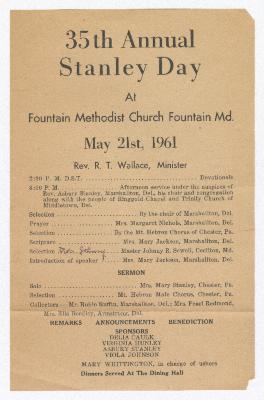 35th Annual
Stanley Day
At
Fountain Methodist Church Fountain Md.
May 21st, 1961
Rev. R. T. Wallace, Minister
2:30 P. M. D.S.T. Devotionals
3:00 P. M. Afternoon service under the auspices of
Rev. Asbury Stanley, Marshallton, Del., his choir and congregation
along with the people of Ringgold Chapel and Trinity Church of
Middletown, Del.
Selection By the choir of Marshallton, Del.
Prayer Mrs. Margaret Nichols, Marshallton, Del.
Selection By the Mt. Hebron Chorus of Chester, Pa.
Scripture Mrs. Mary Jackson, Marshallton, Del.
Selection Master Johnny B. Sewell, Carlton, Md.
Introduction of speaker Mrs. Mary Jackson, Marshallton, Del.
SERMON
Solo Mrs. Mary Stanley, Chester, Pa.
Selection Mt. Hebron Male Chorus, Chester, Pa.
Collectors Mr. Roble Ruffin, Marshalltow, Del.; Mrs. Pearl Redmond,
Mrs. Ella Bordley, Armstrong, Del.
REMARKS ANNOUNCEMENTS BENEDICTION
SPONSORS
DELIA CAULK
VIRGINIA HUNLEY
ASBURY STANLEY
VIOLA JOHNSON
MARY WHITTINGTON, in charge of ushers
Dinners Served At The Dining Hall